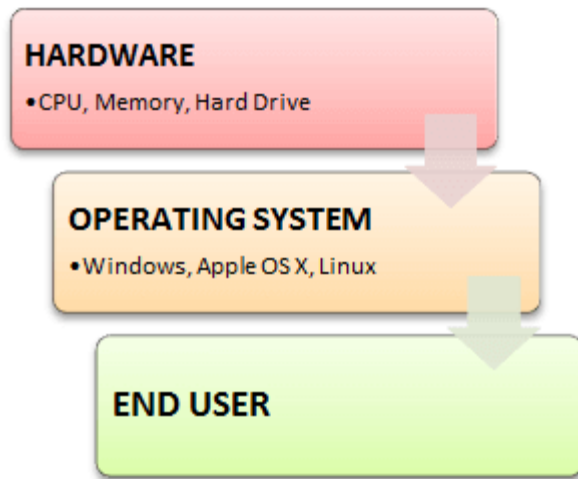 HARDWARE
•CPU, Memory, Hard Drive
OPERATING SYSTEM
•Windows, Apple OS X, Linux
END USER